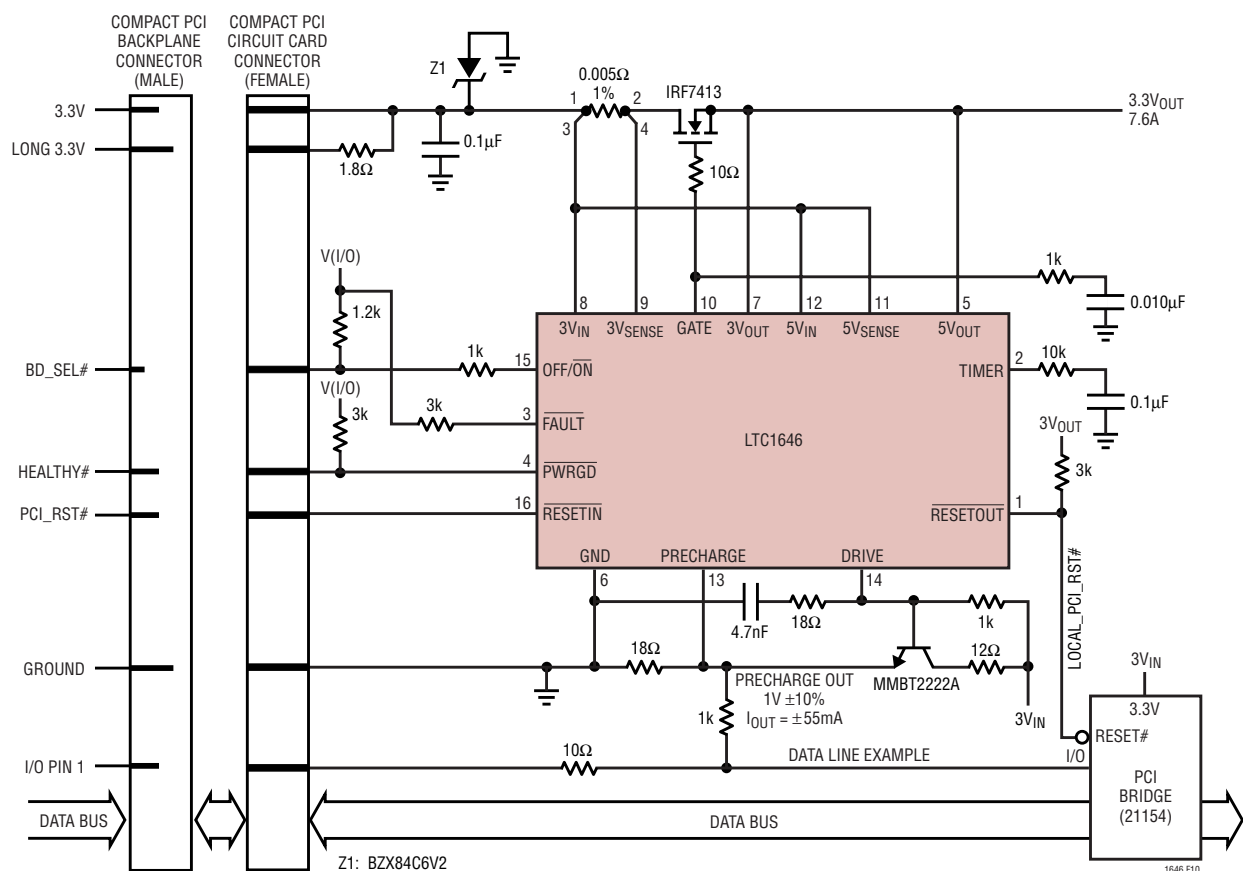 COMPACT PCI
BACKPLANE
CONNECTOR
(MALE)
COMPACT PCI
CIRCUIT CARD
CONNECTOR
(FEMALE)
Z1
0.005Ω
1%
IRF7413
3.3V
1
2
3
4
3.3VOUT
7.6A
LONG 3.3V
1.8Ω
0.1µF
10Ω
V(I/O)
1.2k
1k
0.010µF
8
9
10
7
12
11
5
3VIN
3VSENSE
GATE
3VOUT
5VIN
5VSENSE
5VOUT
BD_SEL#
1k
15
OFF/ON
TIMER
2
10k
0.1µF
V(I/O)
3k
3k
3
FAULT
LTC1646
3VOUT
3k
HEALTHY#
4
PWRGD
PCI_RST#
16
RESETIN
RESETOUT
1
GND
PRECHARGE
DRIVE
6
13
14
LOCAL_PCI_RST#
4.7nF
18Ω
1k
GROUND
18Ω
12Ω
MMBT2222A
PRECHARGE OUT
1V ±10%
IOUT = ±55mA
1k
3VIN
3VIN
3.3V
RESET#
I/O PIN 1
10Ω
DATA LINE EXAMPLE
I/O
PCI
BRIDGE
(21154)
DATA BUS
DATA BUS
Z1: BZX84C6V2
1646 F10